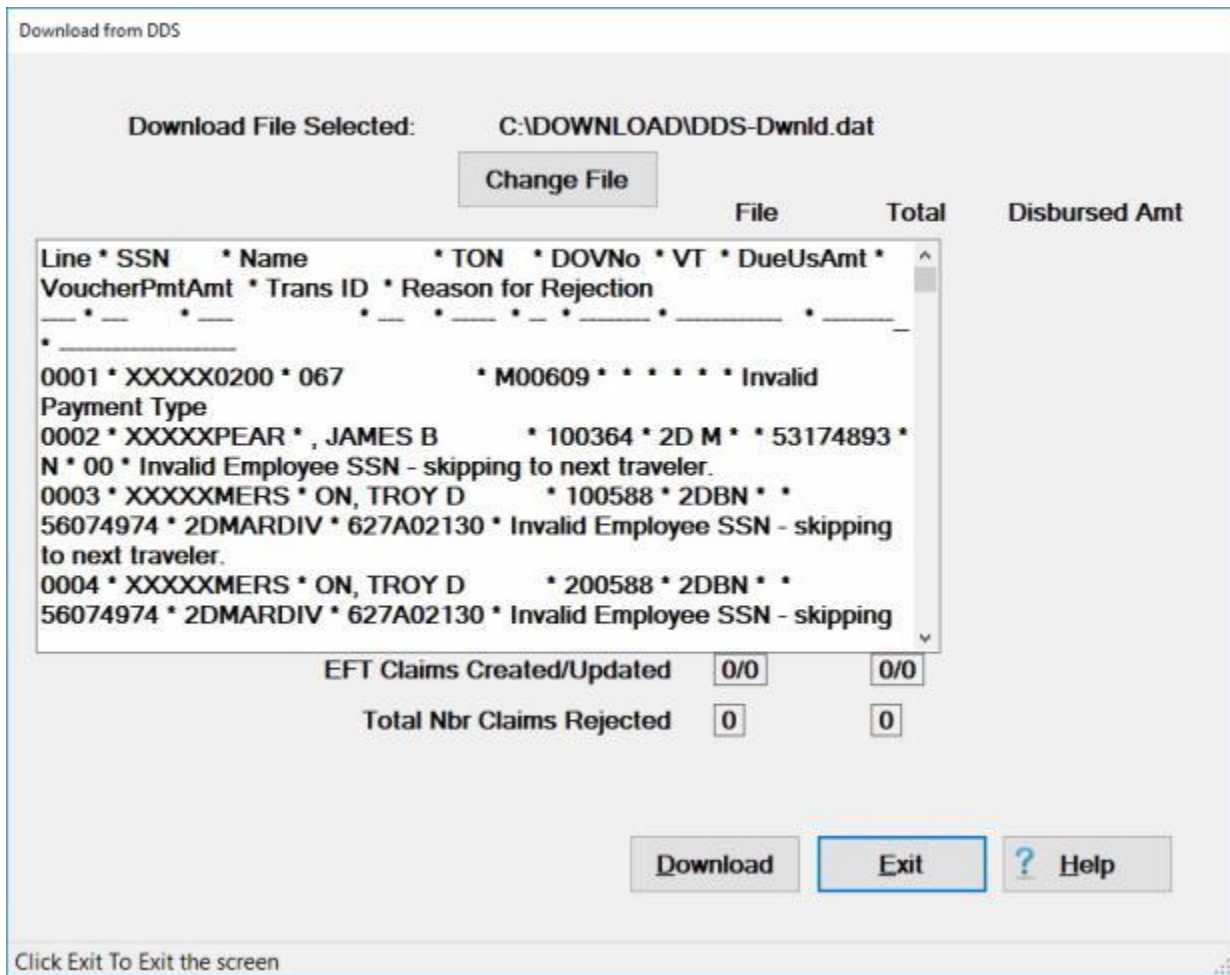 Download from DDS
Download File Selected: C:\DOWNLOAD\DDS-Dwnld.dat
Change File
File Total Disbursed Amt
Line * SSN * Name * TON * DOVNo * VT * DueUsAmt *
VoucherPmtAmt * Trans ID * Reason for Rejection
---- * --- * ---- * --- * ----- * -- * -------- * ------------- * --------_
* --------------------
0001 * XXXXX0200 * 067 * M00609 * * * * * * Invalid
Payment Type
0002 * XXXXXPEAR * , JAMES B * 100364 * 2D M * * 53174893 *
N * 00 * Invalid Employee SSN - skipping to next traveler.
0003 * XXXXXMERS * ON, TROY D * 100588 * 2DBN * *
56074974 * 2DMARDIV * 627A02130 * Invalid Employee SSN - skipping
to next traveler.
0004 * XXXXXMERS * ON, TROY D * 200588 * 2DBN * *
56074974 * 2DMARDIV * 627A02130 * Invalid Employee SSN - skipping
EFT Claims Created/Updated 0/0 0/0
Total Nbr Claims Rejected 0 0
Download Exit ? Help
Click Exit To Exit the screen